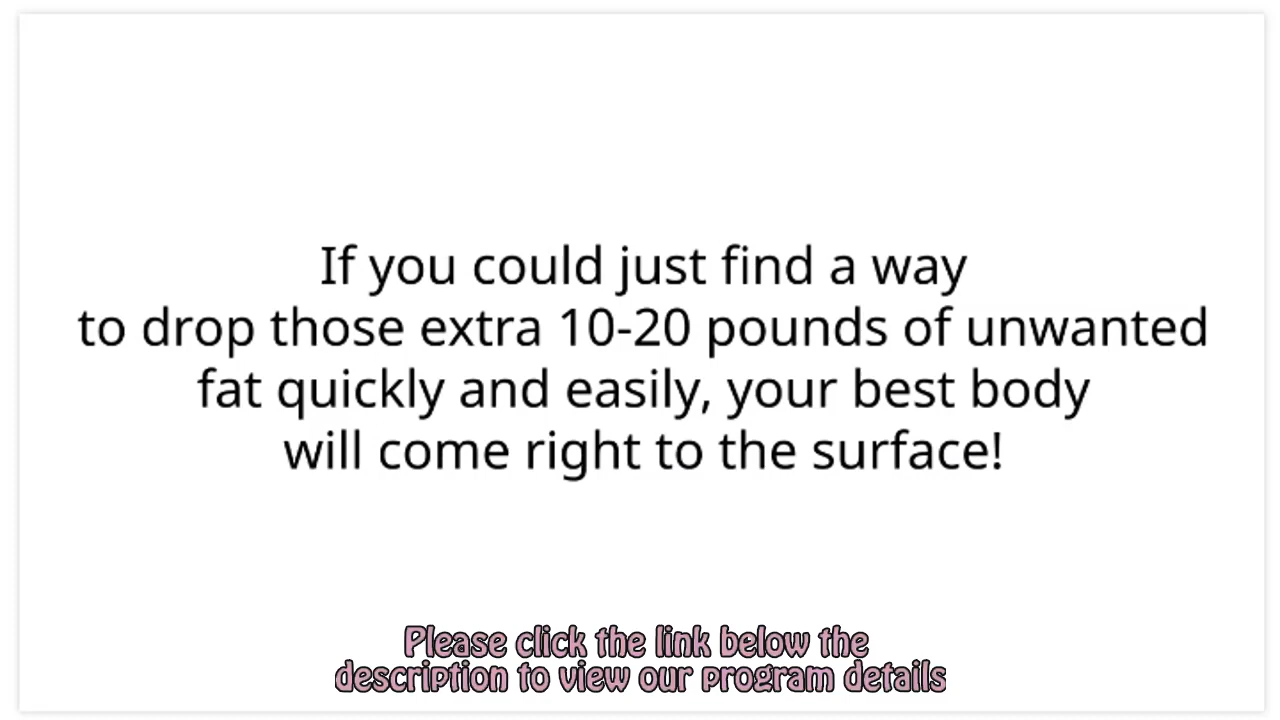 If you could just find a way
to drop those extra 10-20 pounds of unwanted
fat quickly and easily, your best body
will come right to the surface!
Please click the link below the
description to view our program details